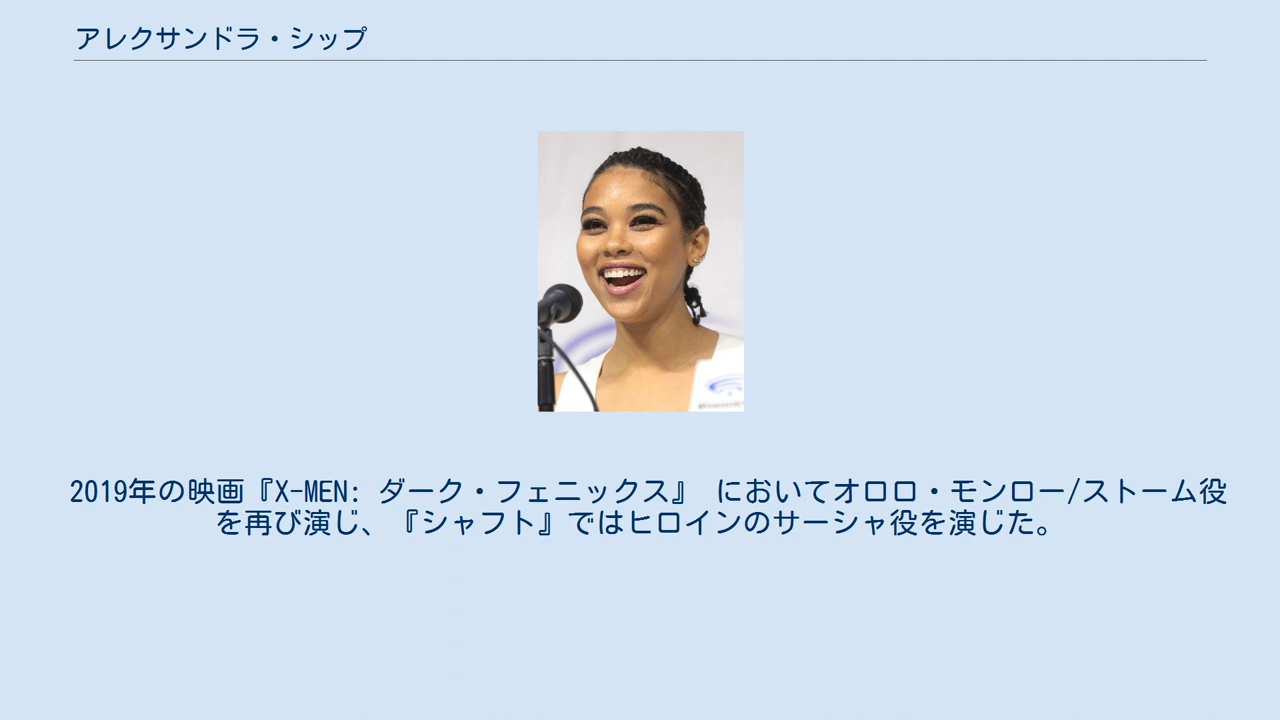 アレクサンドラ・シップ
2019年の映画『X-MEN: ダーク・フェニックス』 においてオロロ・モンロー/ストーム役
を再び演じ、『シャフト』ではヒロインのサーシャ役を演じた。